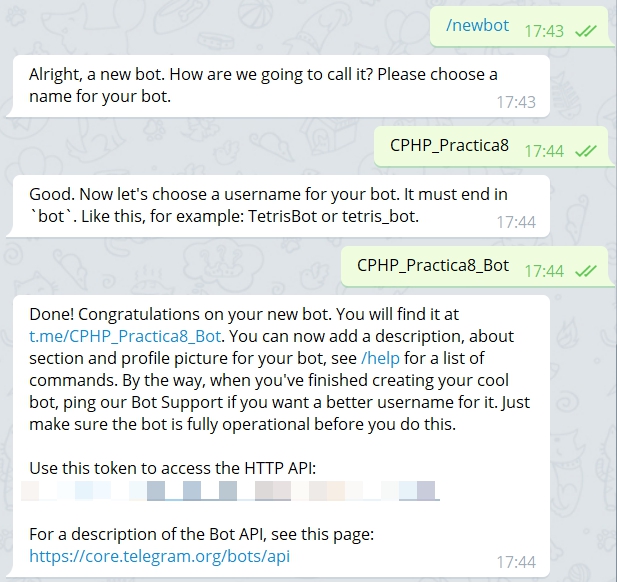 /newbot 17:43
Alright, a new bot. How are we going to call it? Please choose a
name for your bot.
17:43
CPHP_Practica8 17:44
Good. Now let's choose a username for your bot. It must end in
`bot`. Like this, for example: TetrisBot or tetris_bot.
17:44
CPHP_Practica8_Bot 17:44
Done! Congratulations on your new bot. You will find it at
t.me/CPHP_Practica8_Bot. You can now add a description, about
section and profile picture for your bot, see /help for a list of
commands. By the way, when you've finished creating your cool
bot, ping our Bot Support if you want a better username for it. Just
make sure the bot is fully operational before you do this.
Use this token to access the HTTP API:
For a description of the Bot API, see this page:
https://core.telegram.org/bots/api
17:44